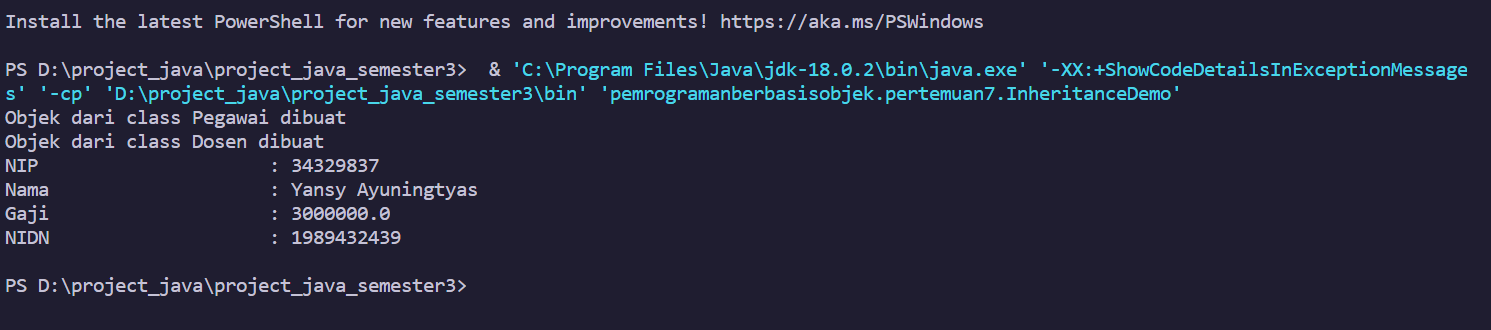 Install the latest PowerShell for new features and improvements! https://aka.ms/PSWindows
PS D:\project_java\project_java_semester3>  & 'C:\Program Files\Java\jdk-18.0.2\bin\java.exe' '-XX:+ShowCodeDetailsInExceptionMessage
s' '-cp' 'D:\project_java\project_java_semester3\bin' 'pemrogramanberbasisobjek.pertemuan7.InheritanceDemo'
Objek dari class Pegawai dibuat
Objek dari class Dosen dibuat
NIP                     : 34329837
Nama                    : Yansy Ayuningtyas
Gaji                    : 3000000.0
NIDN                    : 1989432439
PS D:\project_java\project_java_semester3>